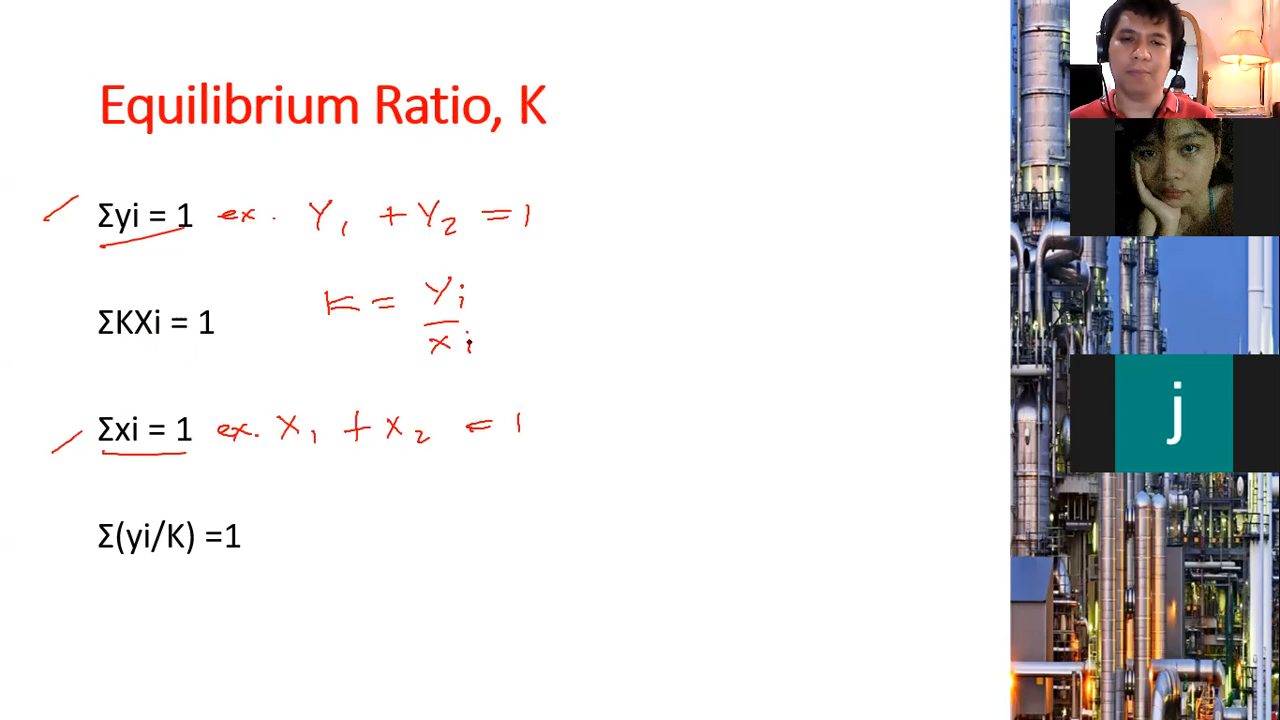 Equilibrium Ratio, K
Σyi = 1 ex. Y1 + Y2 = 1
K = Yi
xi
ΣKXi = 1
Σxi = 1 ex. X1 + X2 = 1
Σ(yi/K) =1
j